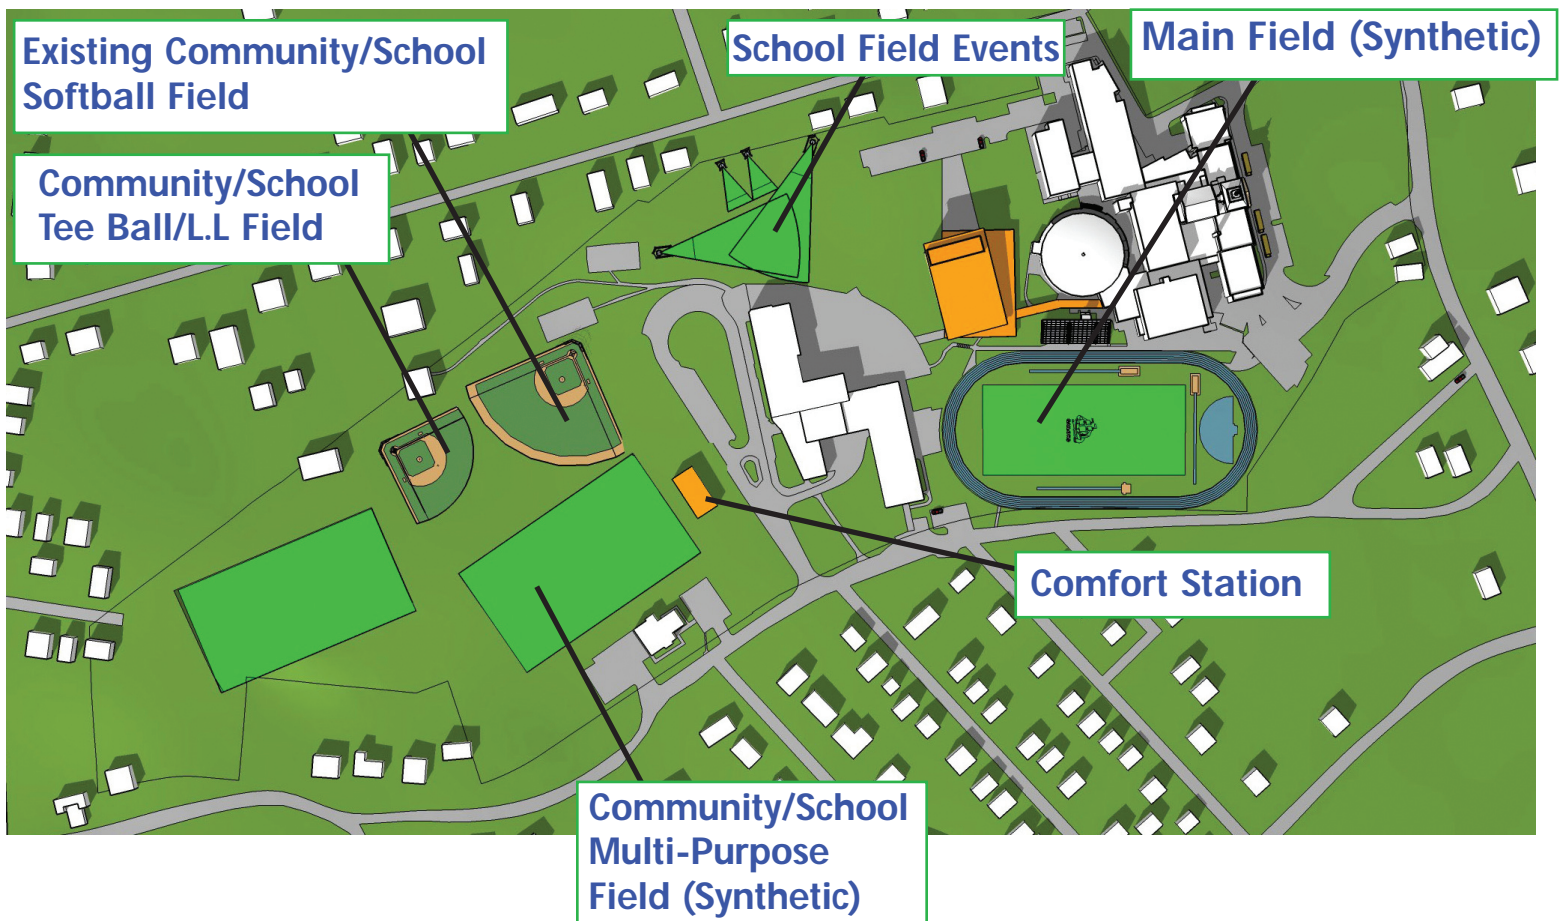 Existing Community/School
Softball Field
School Field Events
Main Field (Synthetic)
Community/School
Tee Ball/L.L Field
Comfort Station
Community/School
Multi-Purpose
Field (Synthetic)